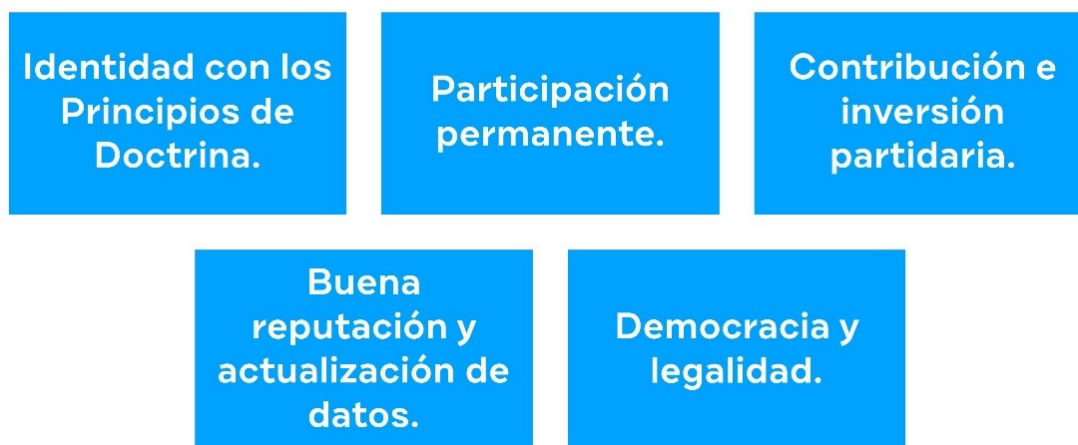 Identidad con los
Principios de
Doctrina.
Participación
permanente.
Contribución e
inversión
partidaria.
Buena
reputación y
actualización de
datos.
Democracia y
legalidad.